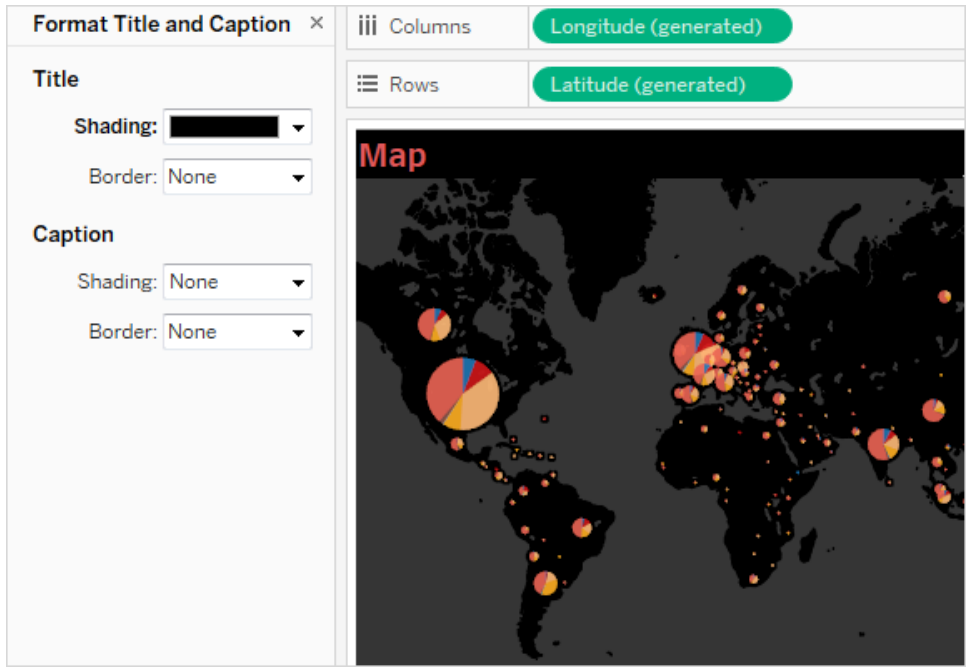 Format Title and Caption ×
Title
Shading:
Border: None
Caption
Shading: None
Border: None
Columns Longitude (generated)
Rows Latitude (generated)
Map